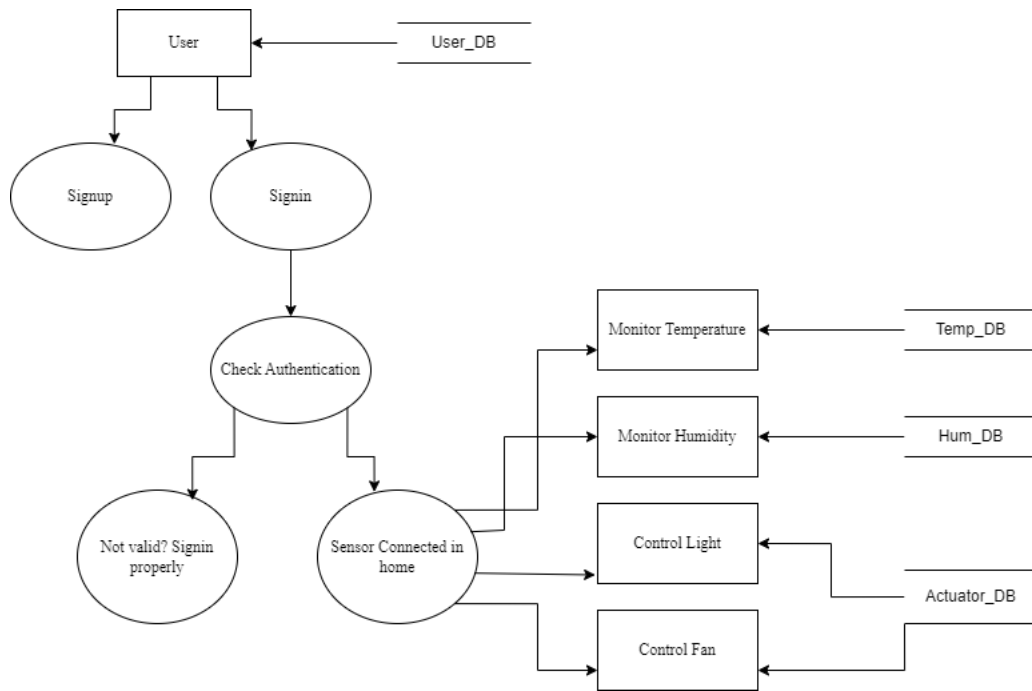 User
User_DB
Signup
Signin
Check Authentication
Monitor Temperature
Temp_DB
Monitor Humidity
Hum_DB
Not valid? Signin
properly
Sensor Connected in
home
Control Light
Actuator_DB
Control Fan